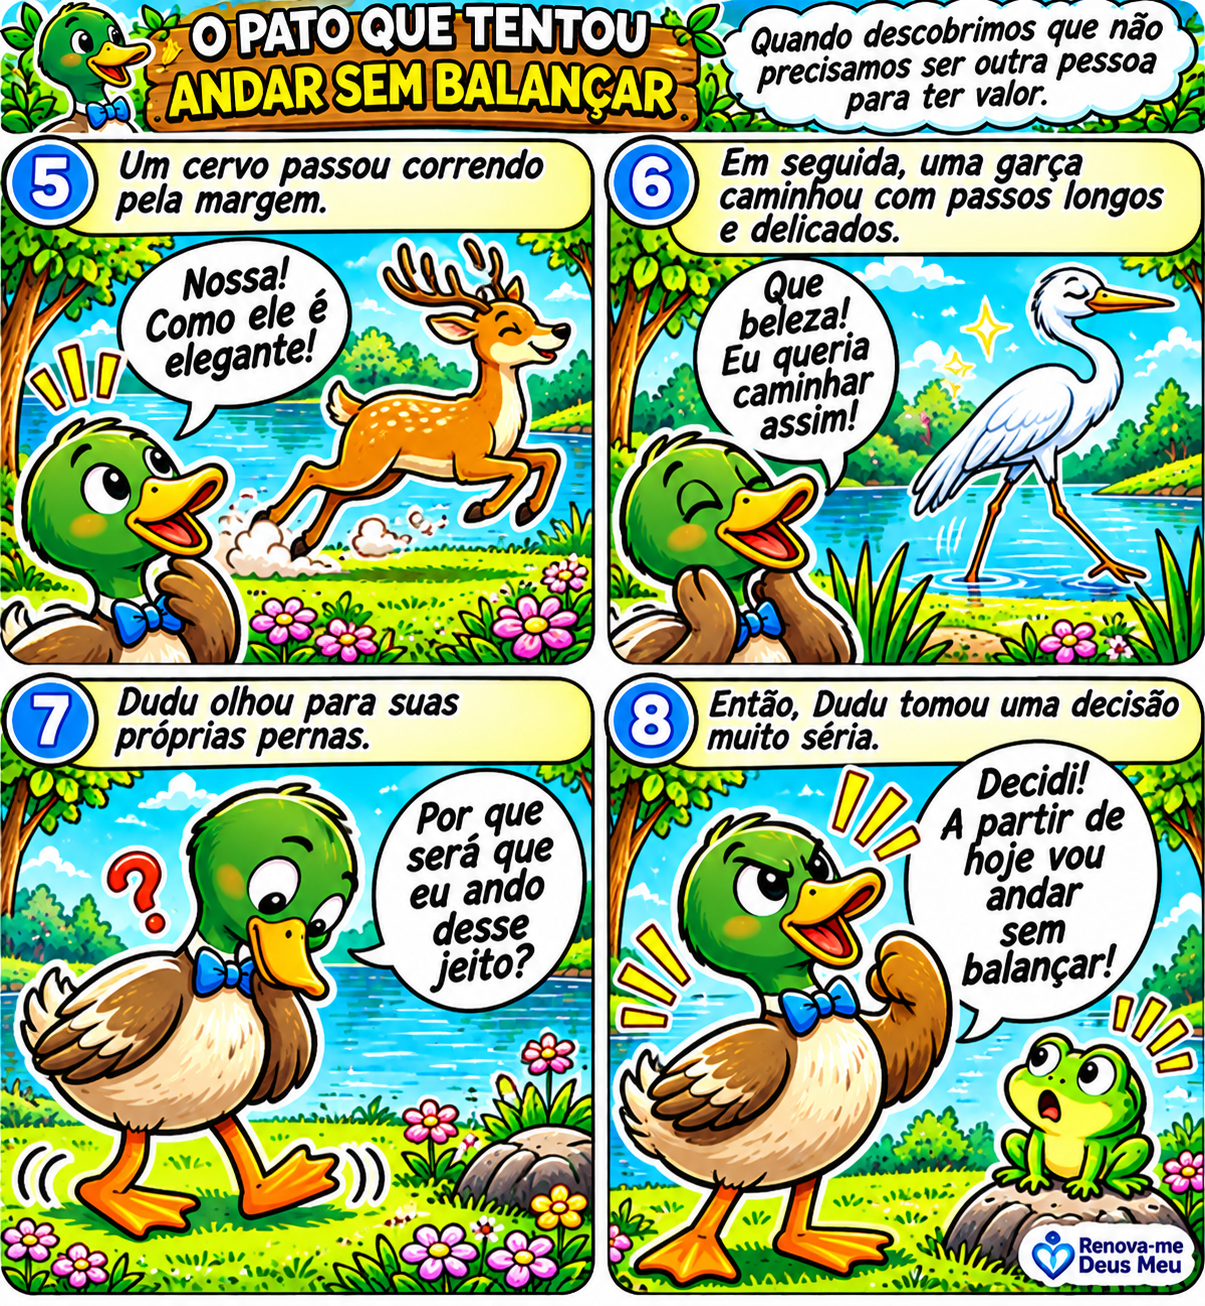 O PATO QUE TENTOU
ANDAR SEM BALANÇAR
Quando descobrimos que não
precisamos ser outra pessoa
para ter valor.
5
Um cervo passou correndo
pela margem.
Nossa!
Como ele é
elegante!
6
Em seguida, uma garça
caminhou com passos longos
e delicados.
Que
beleza!
Eu queria
caminhar
assim!
7
Dudu olhou para suas
próprias pernas.
?
Por que
será que
eu ando
desse
jeito?
8
Então, Dudu tomou uma decisão
muito séria.
Decidi!
A partir de
hoje vou
andar
sem
balançar!
Renova-me
Deus Meu